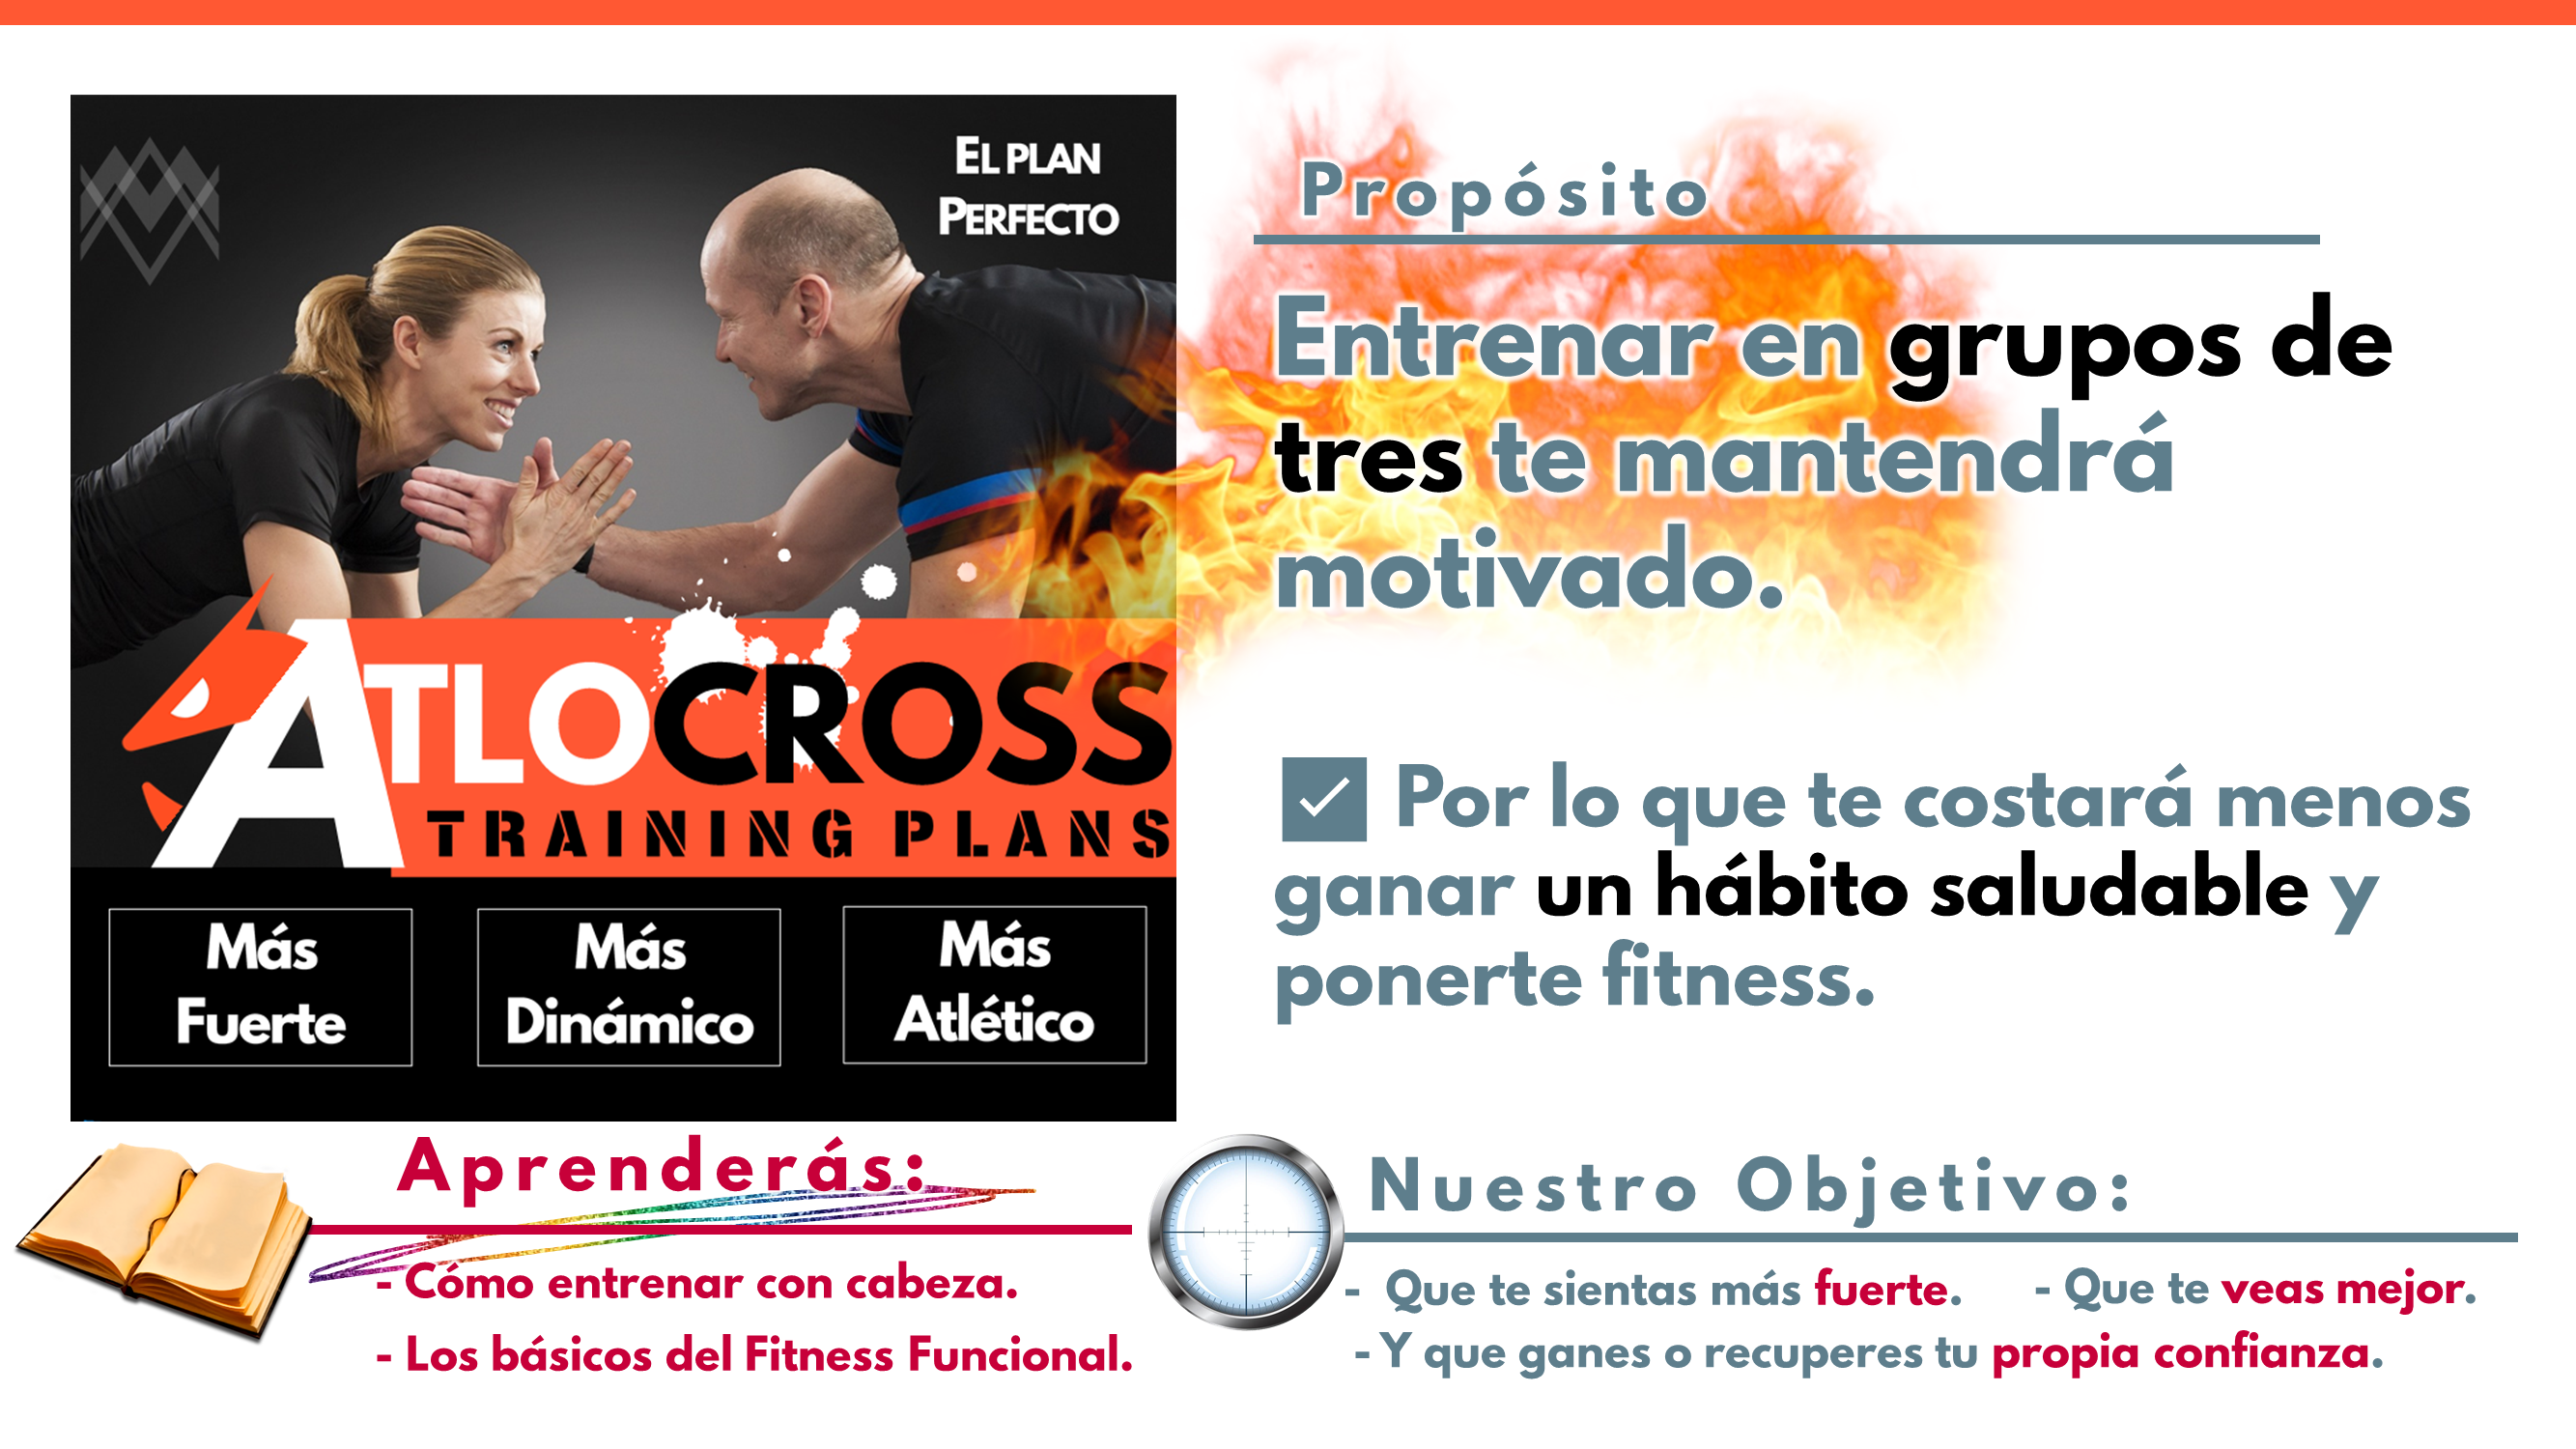 EL PLAN
PERFECTO
ATLOCROSS
TRAINING PLANS
Más
Fuerte
Más
Dinámico
Más
Atlético
Propósito
Entrenar en grupos de
tres te mantendrá
motivado.
Por lo que te costará menos
ganar un hábito saludable y
ponerte fitness.
Aprenderás:
- Cómo entrenar con cabeza.
- Los básicos del Fitness Funcional.
Nuestro Objetivo:
- Que te sientas más fuerte. - Que te veas mejor.
- Y que ganes o recuperes tu propia confianza.